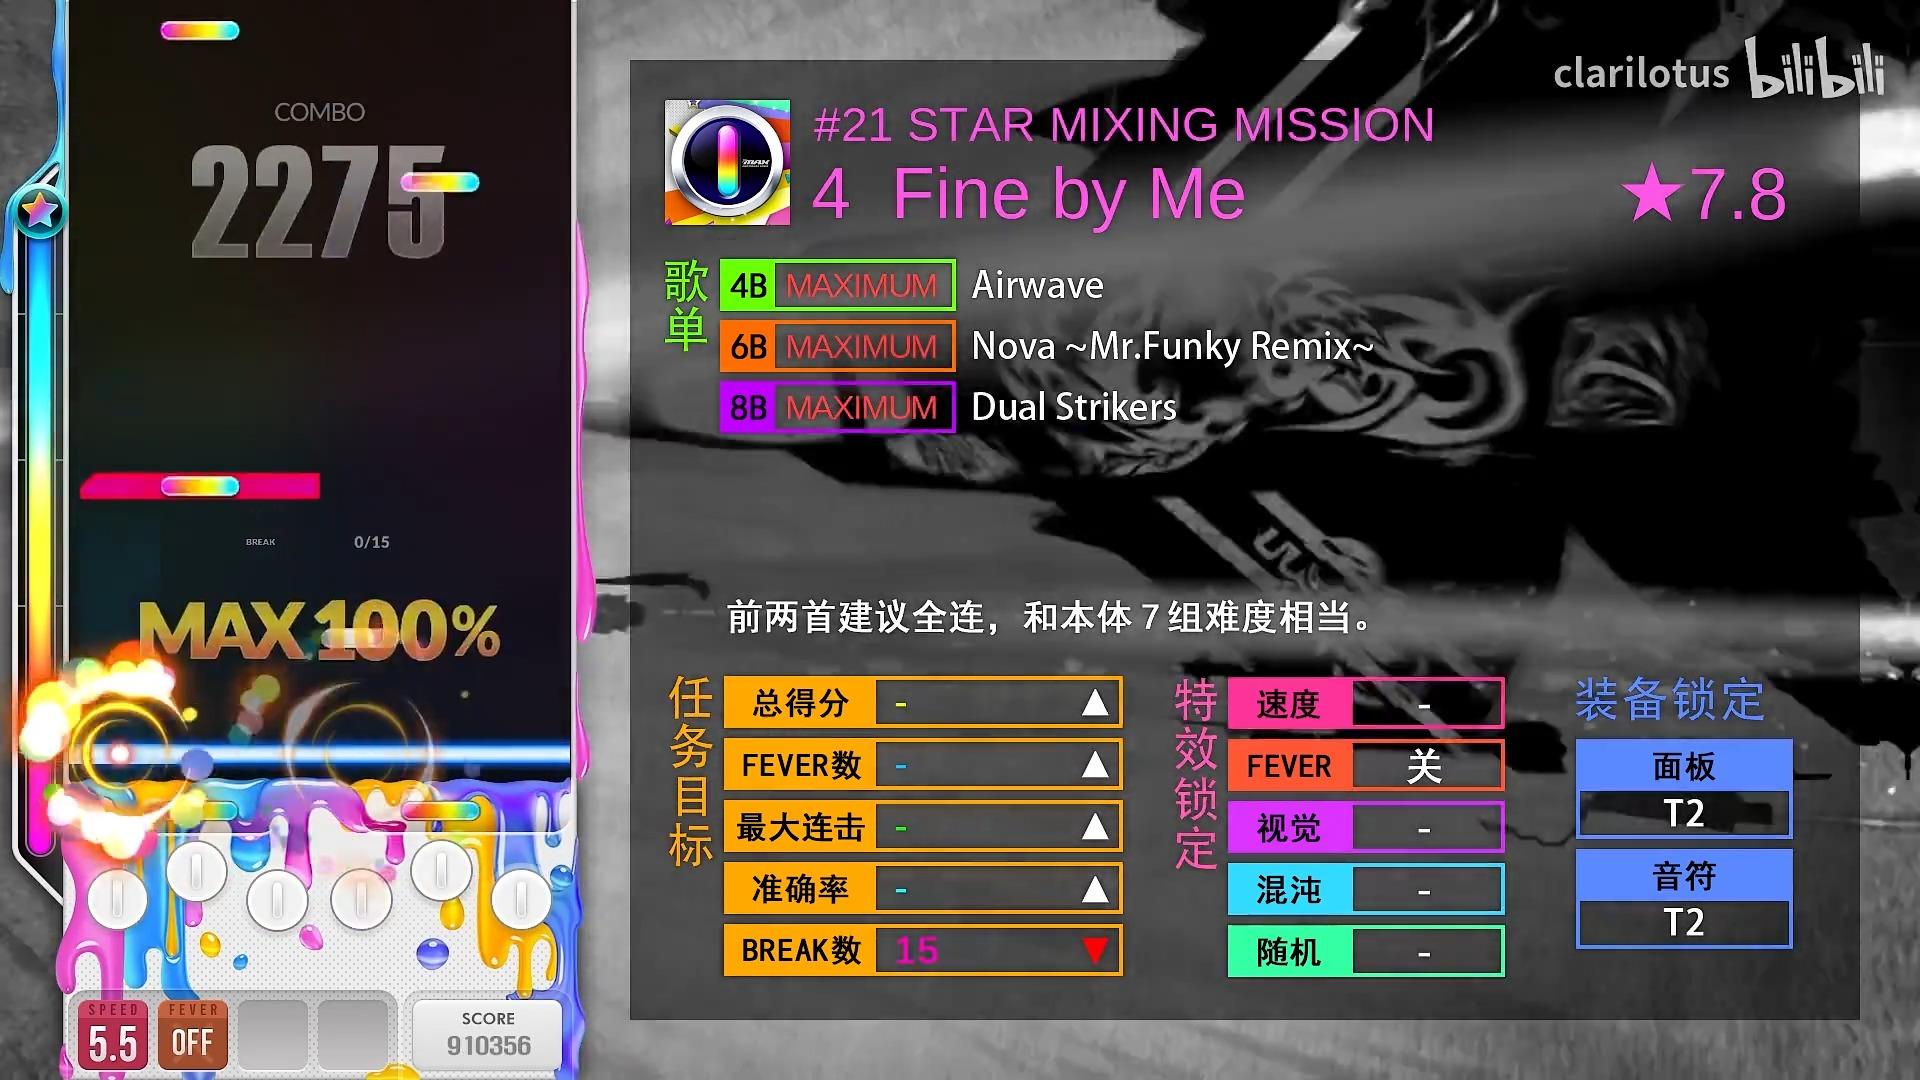 COMBO
2275
BREAK 0/15
MAX 100%
SPEED
5.5
FEVER
OFF
SCORE
910356
clarilotus bilibili
#21 STAR MIXING MISSION
4 Fine by Me
★7.8
歌单
4B MAXIMUM Airwave
6B MAXIMUM Nova ~Mr.Funky Remix~
8B MAXIMUM Dual Strikers
前两首建议全连，和本体7组难度相当。
任务目标
总得分 - ▲
FEVER数 - ▲
最大连击 - ▲
准确率 - ▲
BREAK数 15 ▼
特效锁定
速度 -
FEVER 关
视觉 -
混沌 -
随机 -
装备锁定
面板
T2
音符
T2